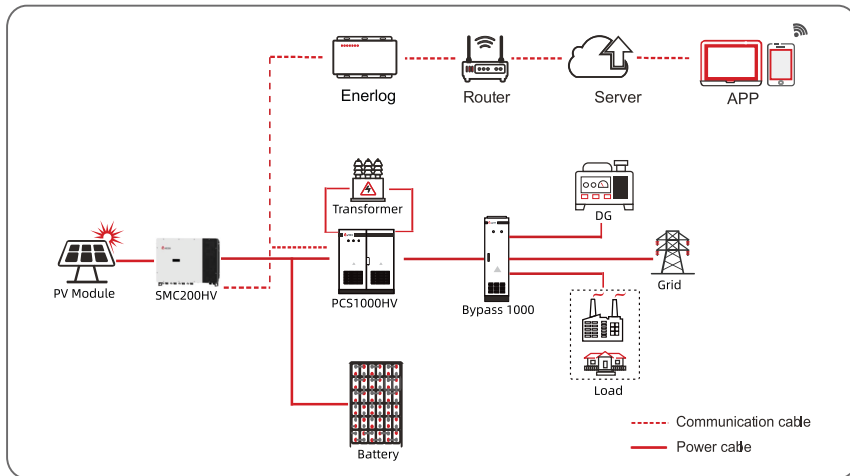 Enerlog
Router
Server
APP
Transformer
DG
PV Module
SMC200HV
PCS1000HV
Bypass 1000
Grid
Load
Battery
Communication cable
Power cable